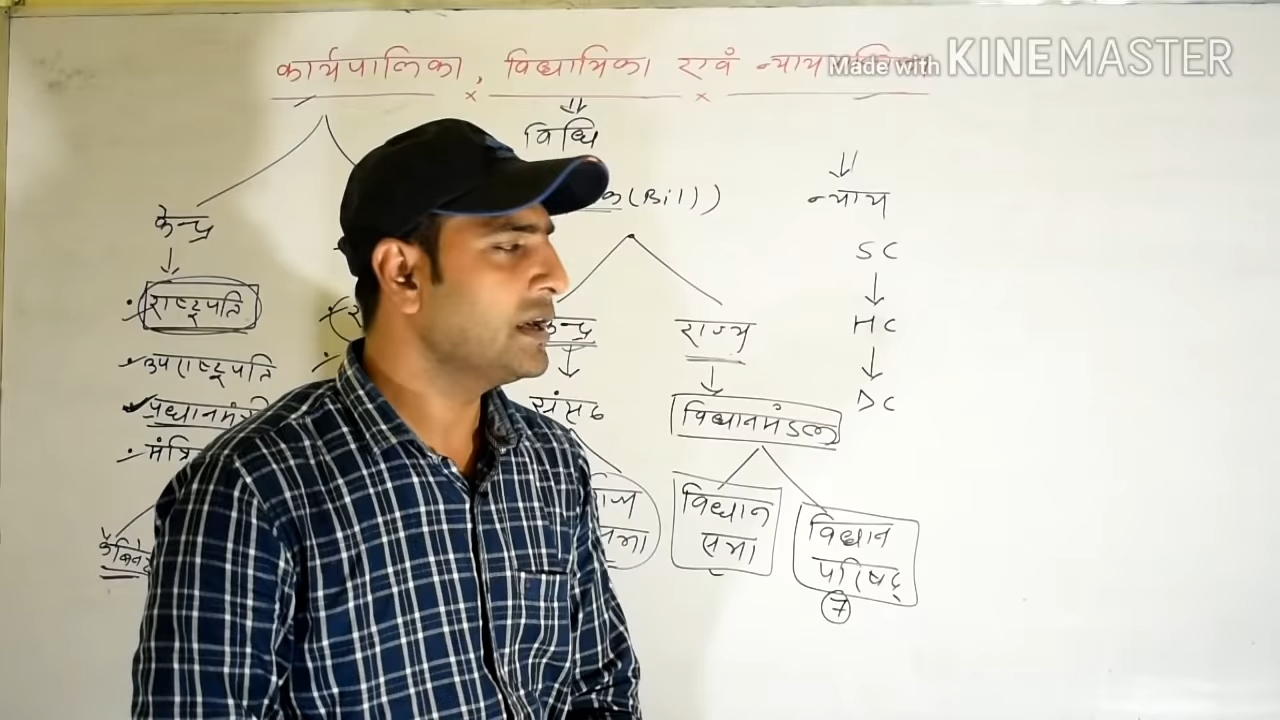 कार्यपालिका, विधायिका एवं न्याय
Made with KINEMASTER
विधि
(Bill)
न्याय
केन्द्र
SC
राष्ट्रपति
HC
राज्य
उपराष्ट्रपति
संसद
DC
प्रधानमंत्री
विधानमंडल
मंत्रि
विधान
सभा
विधान
परिषद्
7